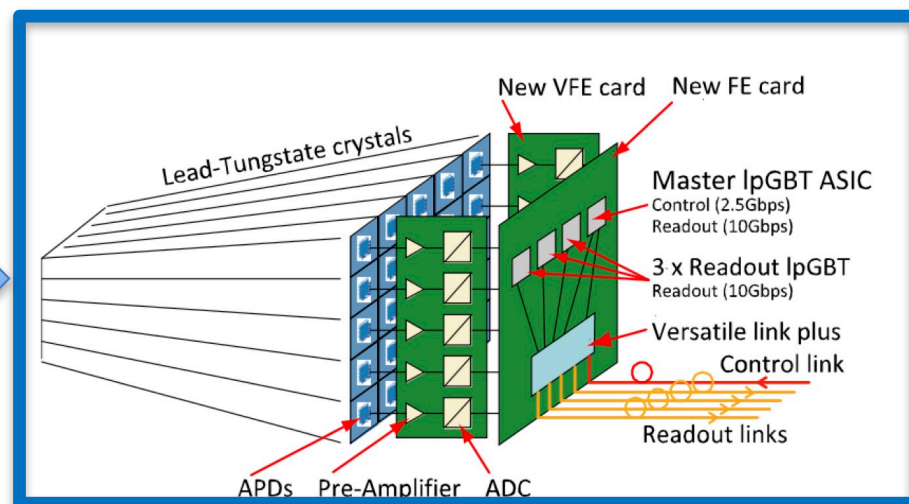 New VFE card
New FE card
Lead-Tungstate crystals
Master lpGBT ASIC
Control (2.5Gbps)
Readout (10Gbps)
3 x Readout lpGBT
Readout (10Gbps)
Versatile link plus
Control link
Readout links
APDs
Pre-Amplifier
ADC